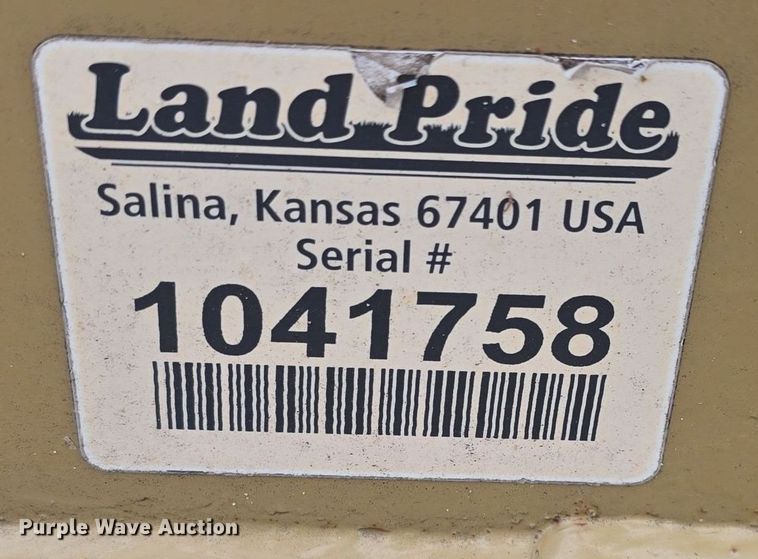 Land Pride
Salina, Kansas 67401 USA
Serial #
1041758
Purple Wave Auction